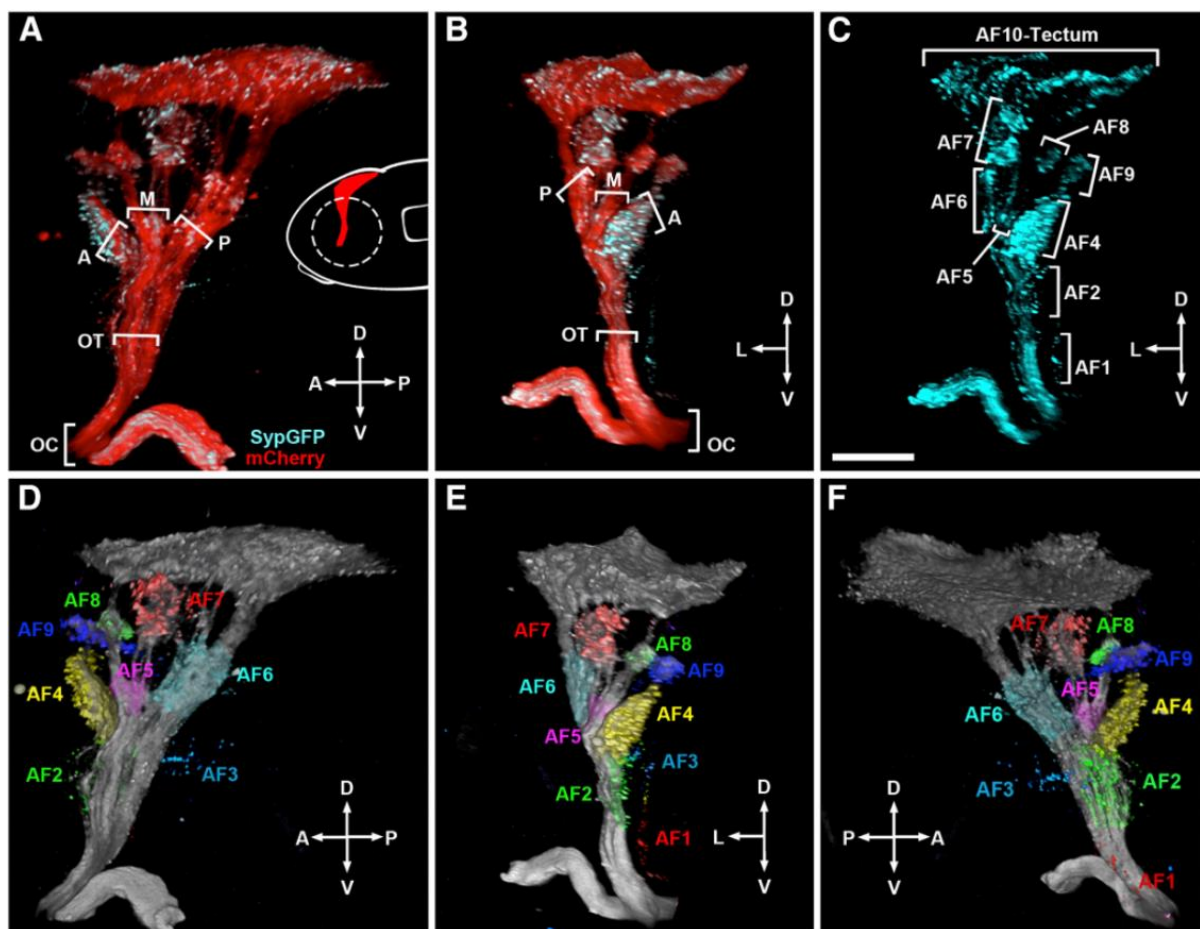 A
M
A
P
OT
D
A
P
V
OC
SypGFP
mCherry
B
M
P
A
OT
D
L
V
OC
C
AF10-Tectum
AF8
AF7
AF9
AF6
AF4
AF5
AF2
D
L
V
AF1
D
AF8
AF7
AF9
AF5
AF6
AF4
AF2
AF3
D
A
P
V
E
AF7
AF8
AF9
AF6
AF4
AF5
AF3
AF2
D
L
AF1
V
F
AF7
AF8
AF9
AF5
AF4
AF6
AF3
AF2
D
P
A
V
AF1